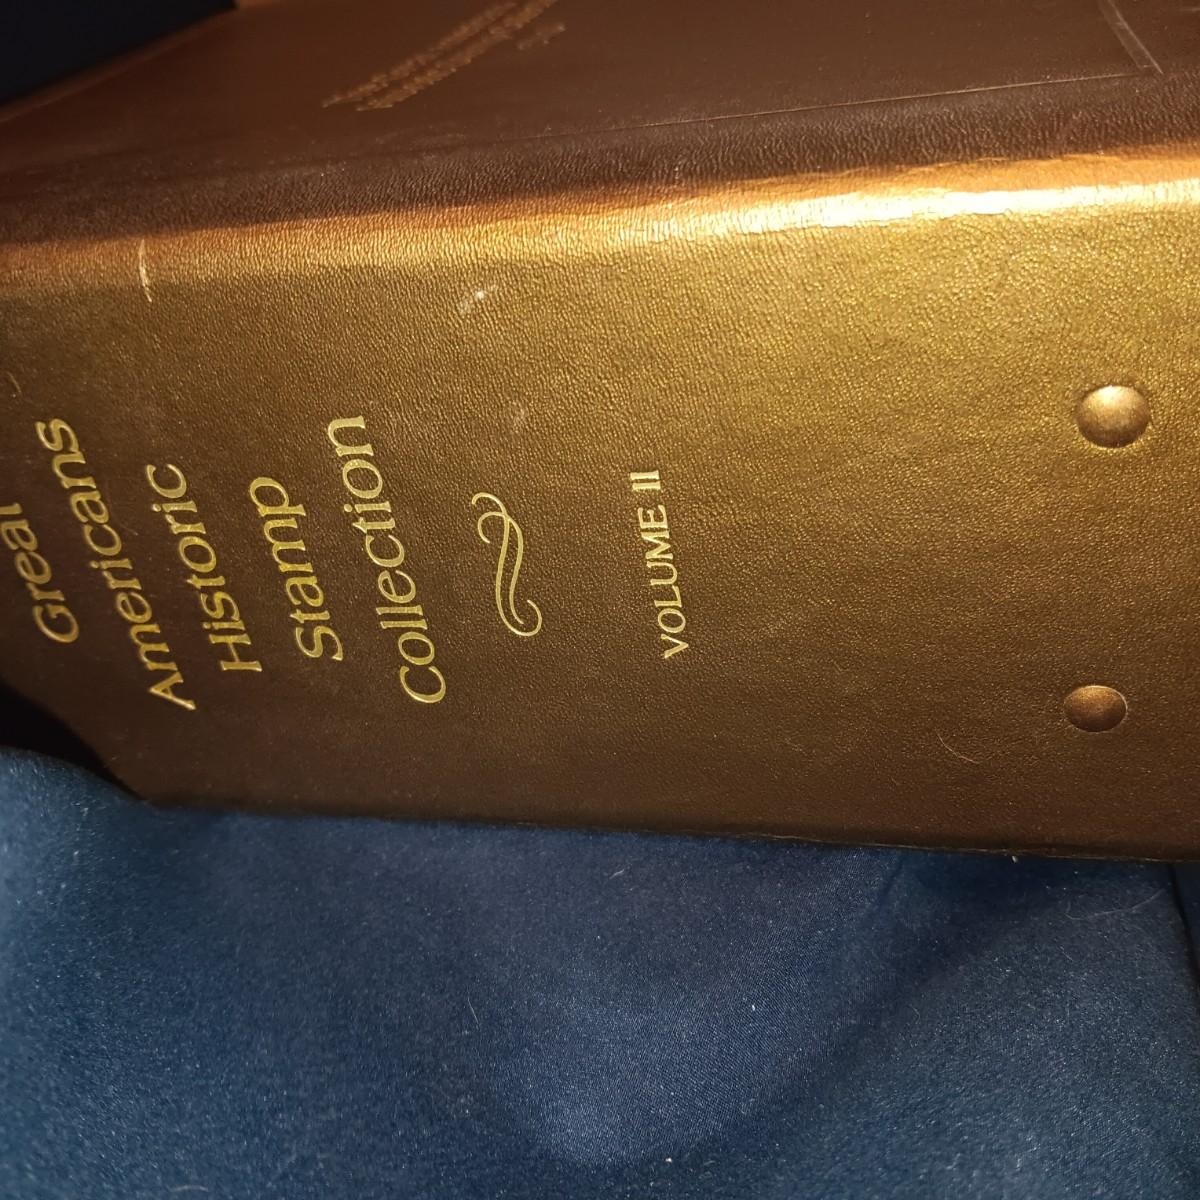 Great
Americans
Historic
Stamp
Collection
VOLUME II